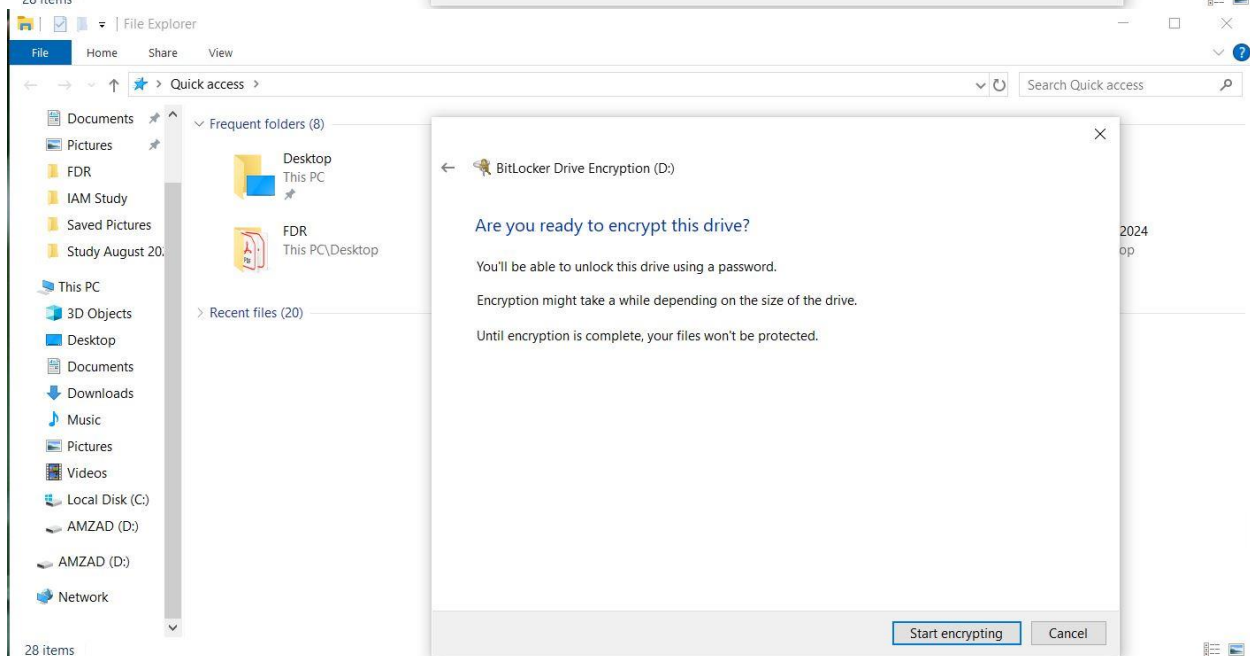 28 items
File Explorer
File Home Share View
Quick access
Search Quick access
Documents
Pictures
FDR
IAM Study
Saved Pictures
Study August 20
This PC
3D Objects
Desktop
Documents
Downloads
Music
Pictures
Videos
Local Disk (C:)
AMZAD (D:)
AMZAD (D:)
Network
Frequent folders (8)
Desktop
This PC
FDR
This PC\Desktop
Recent files (20)
2024
op
BitLocker Drive Encryption (D:)
Are you ready to encrypt this drive?
You'll be able to unlock this drive using a password.
Encryption might take a while depending on the size of the drive.
Until encryption is complete, your files won't be protected.
Start encrypting Cancel
28 items